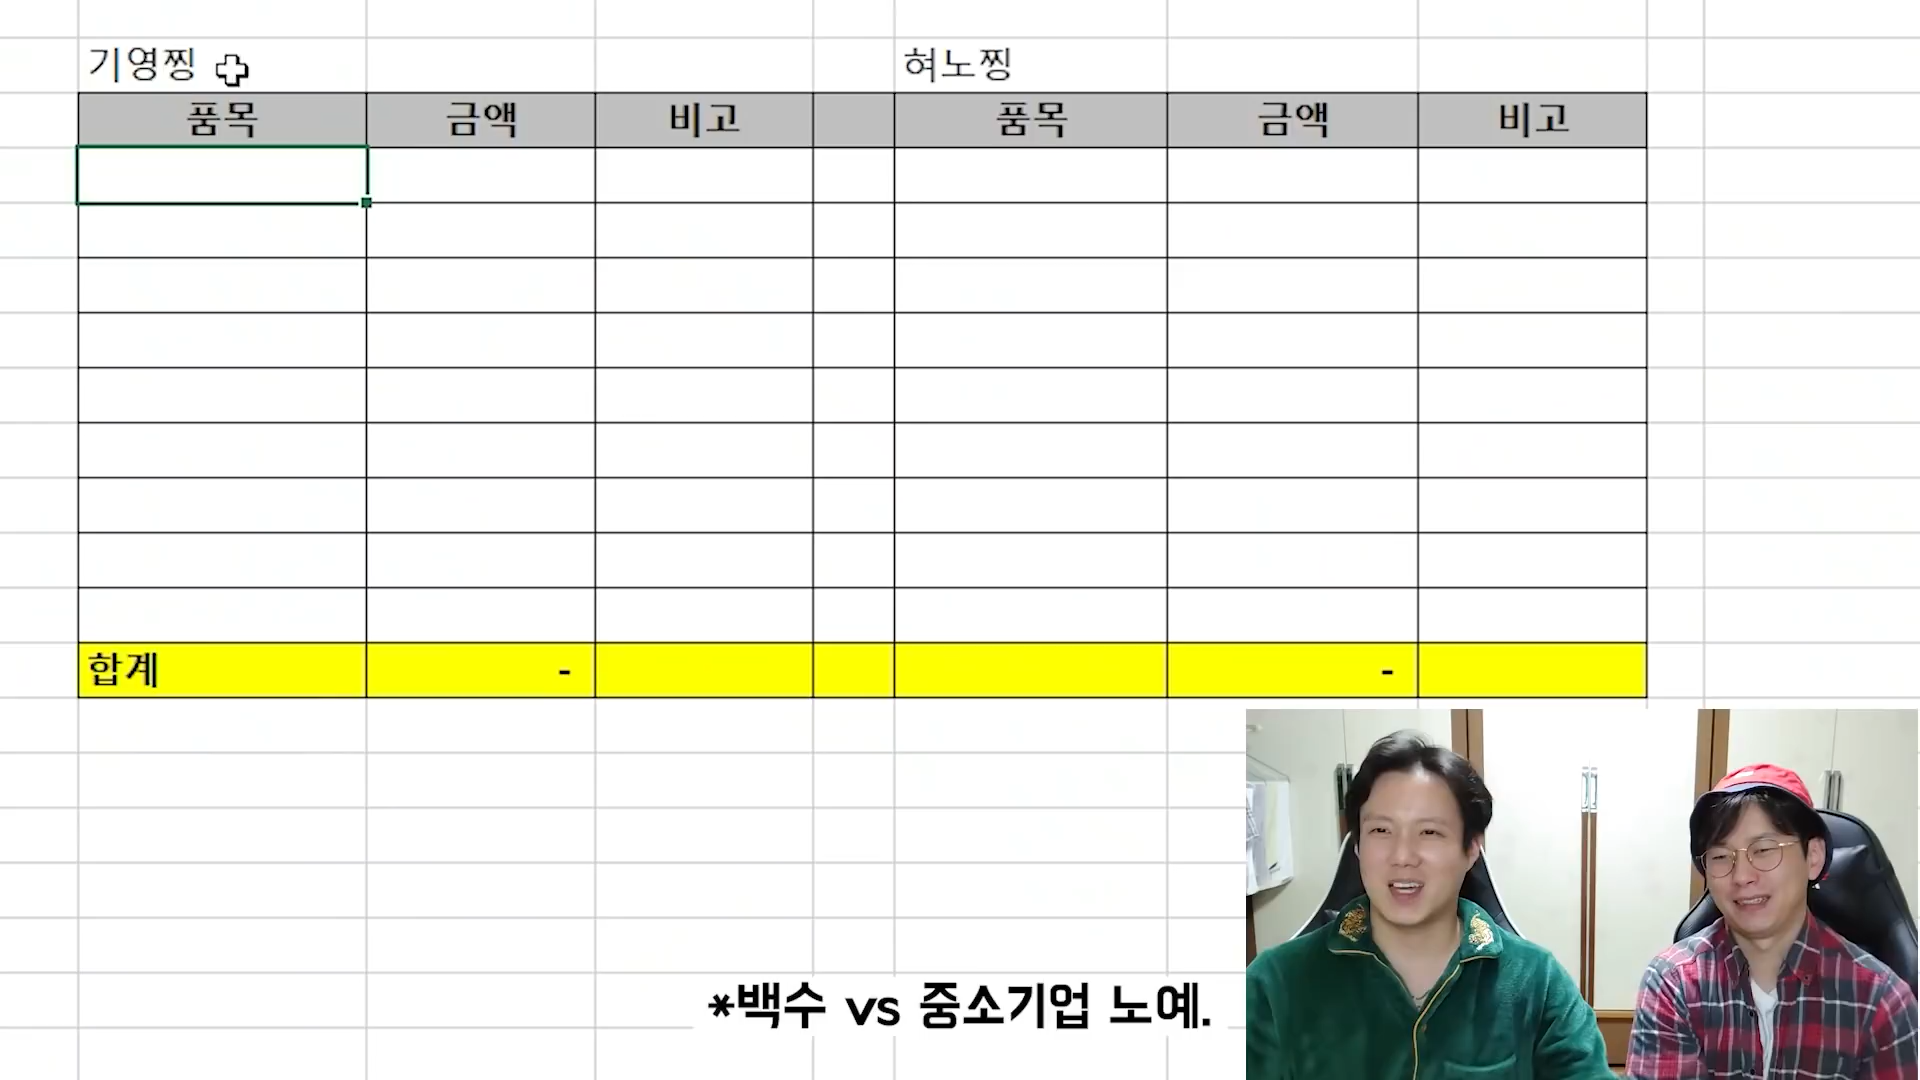 기영찡 혀노찡
품목 금액 비고 품목 금액 비고
합계 - -
*백수 vs 중소기업 노예.